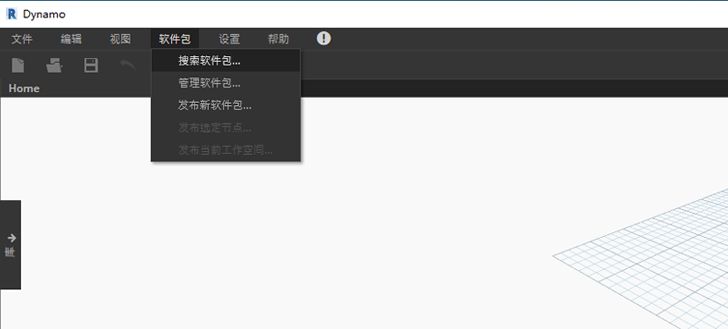 Dynamo
文件 编辑 视图 软件包 设置 帮助
搜索软件包...
管理软件包...
发布新软件包...
发布选定节点...
发布当前工作空间...
Home